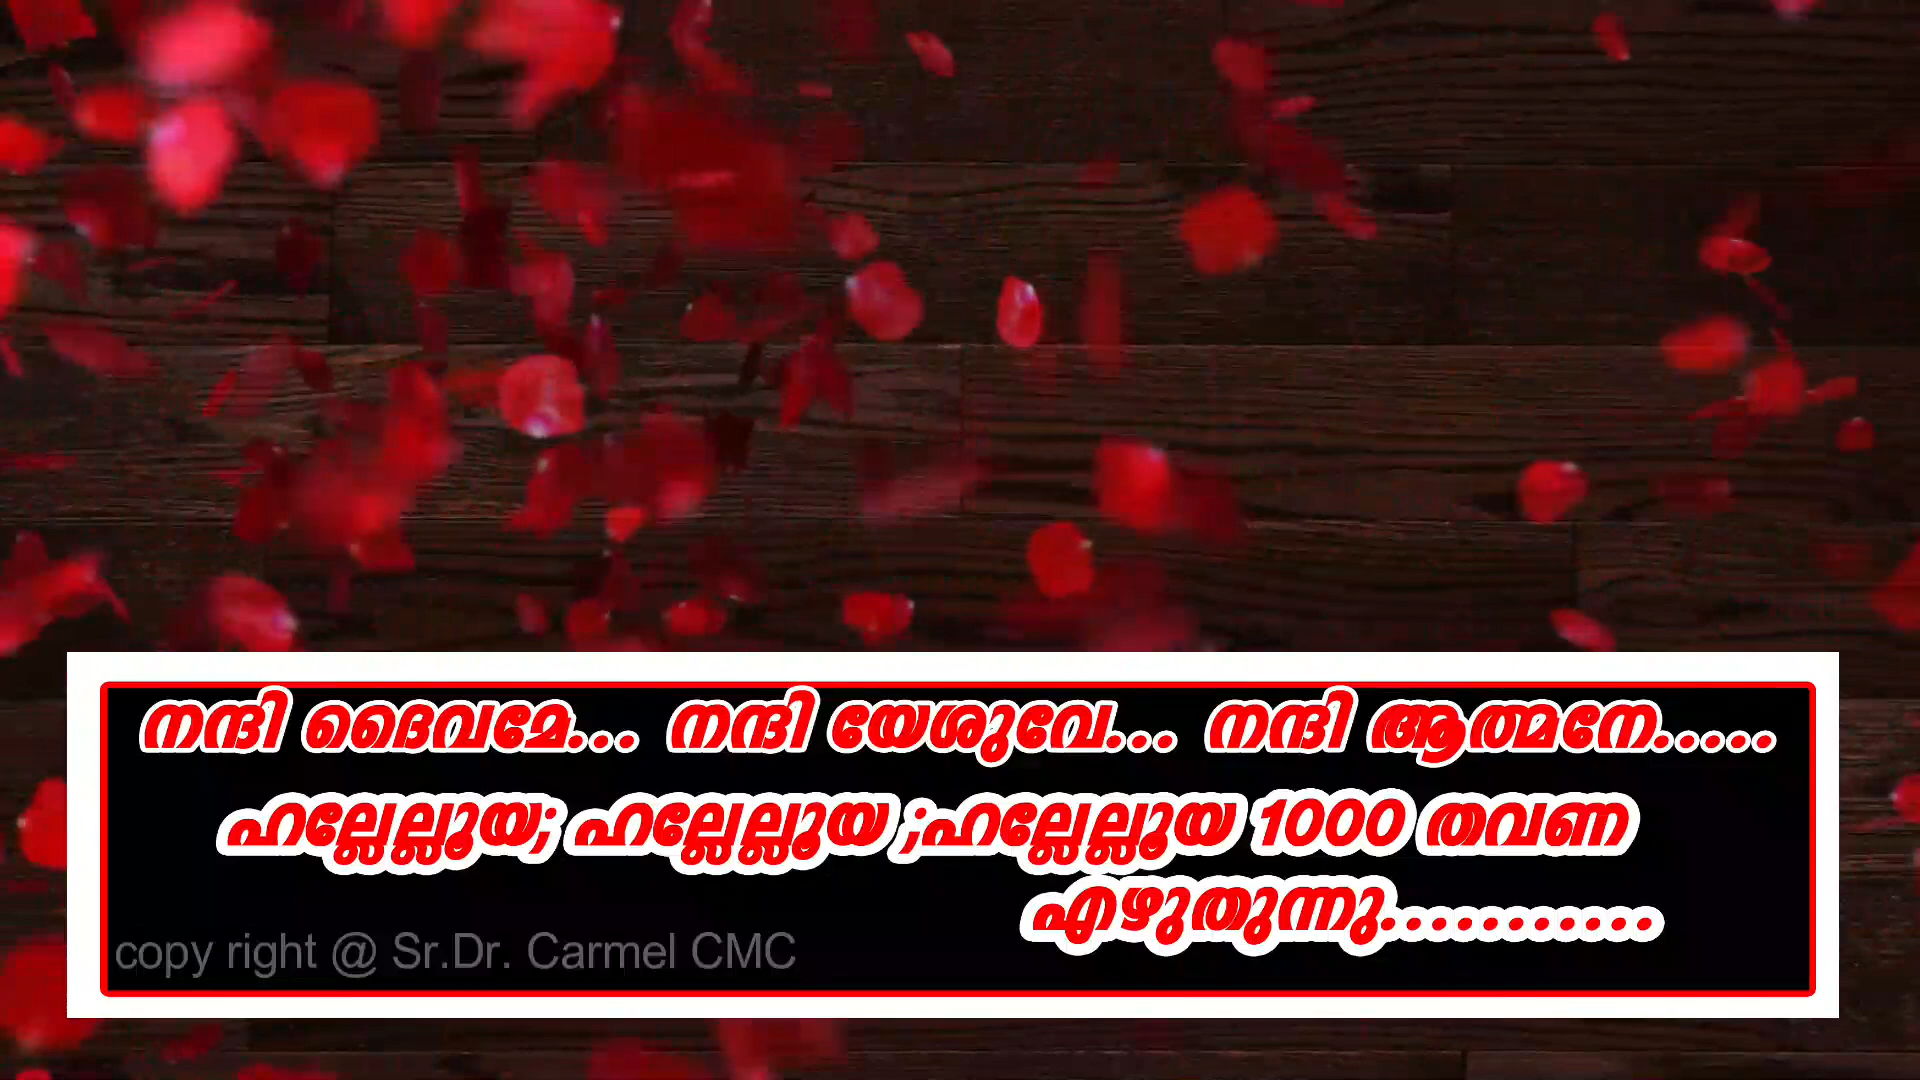 നന്ദി ദൈവമേ... നന്ദി യേശുവേ... നന്ദി ആത്മനേ.....
ഹല്ലേല്ലൂയ; ഹല്ലേല്ലൂയ ;ഹല്ലേല്ലൂയ 1000 തവണ
എഴുതുന്നു...........
copy right @ Sr.Dr. Carmel CMC